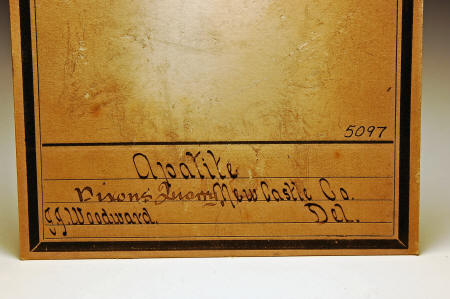 5097
Apatite
Dixons Quarry New Castle Co.
J.J. Woodward. Del.